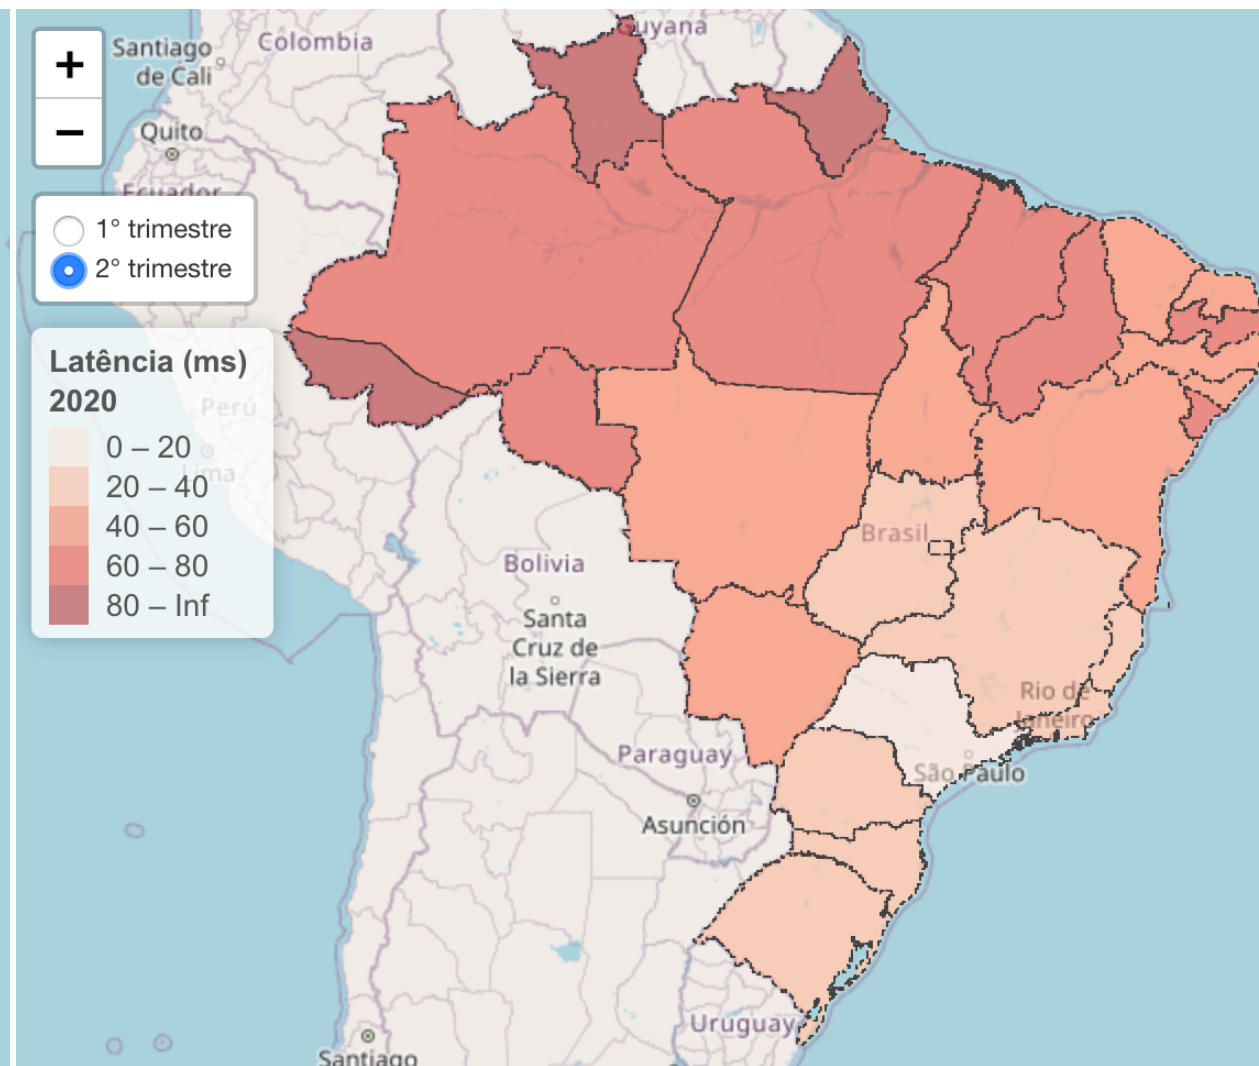 +
−
1° trimestre
2° trimestre
Latência (ms)
2020
0 – 20
20 – 40
40 – 60
60 – 80
80 – Inf
Santiago
de Cali
Colombia
Guyana
Quito
Ecuador
Perú
Lima
Brasil
Bolivia
Santa
Cruz de
la Sierra
Rio de
Janeiro
Paraguay
São Paulo
Asunción
Uruguay
Santiago